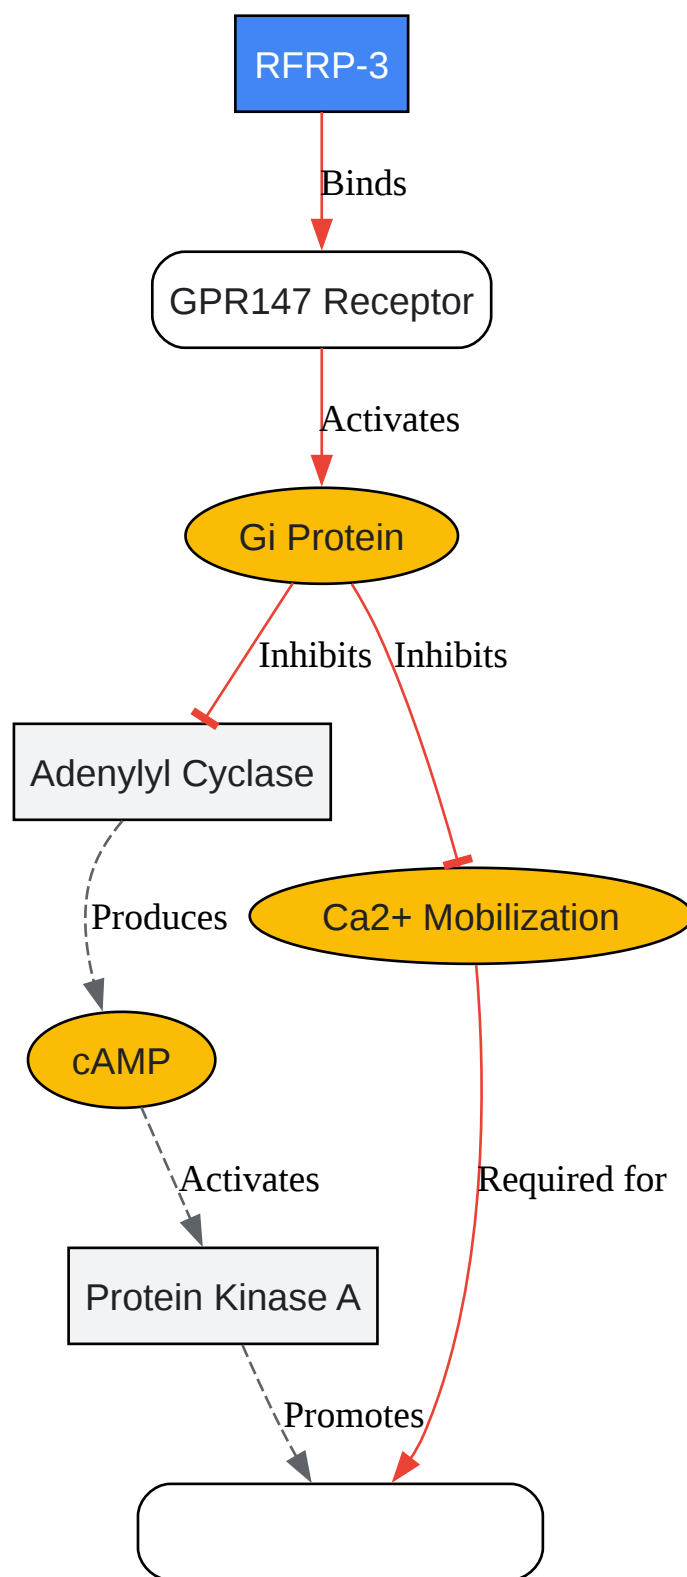 RFRP-3
Binds
GPR147 Receptor
Activates
Gi Protein
Inhibits
Inhibits
Adenylyl Cyclase
Produces
Ca2+ Mobilization
cAMP
Activates
Required for
Protein Kinase A
Promotes